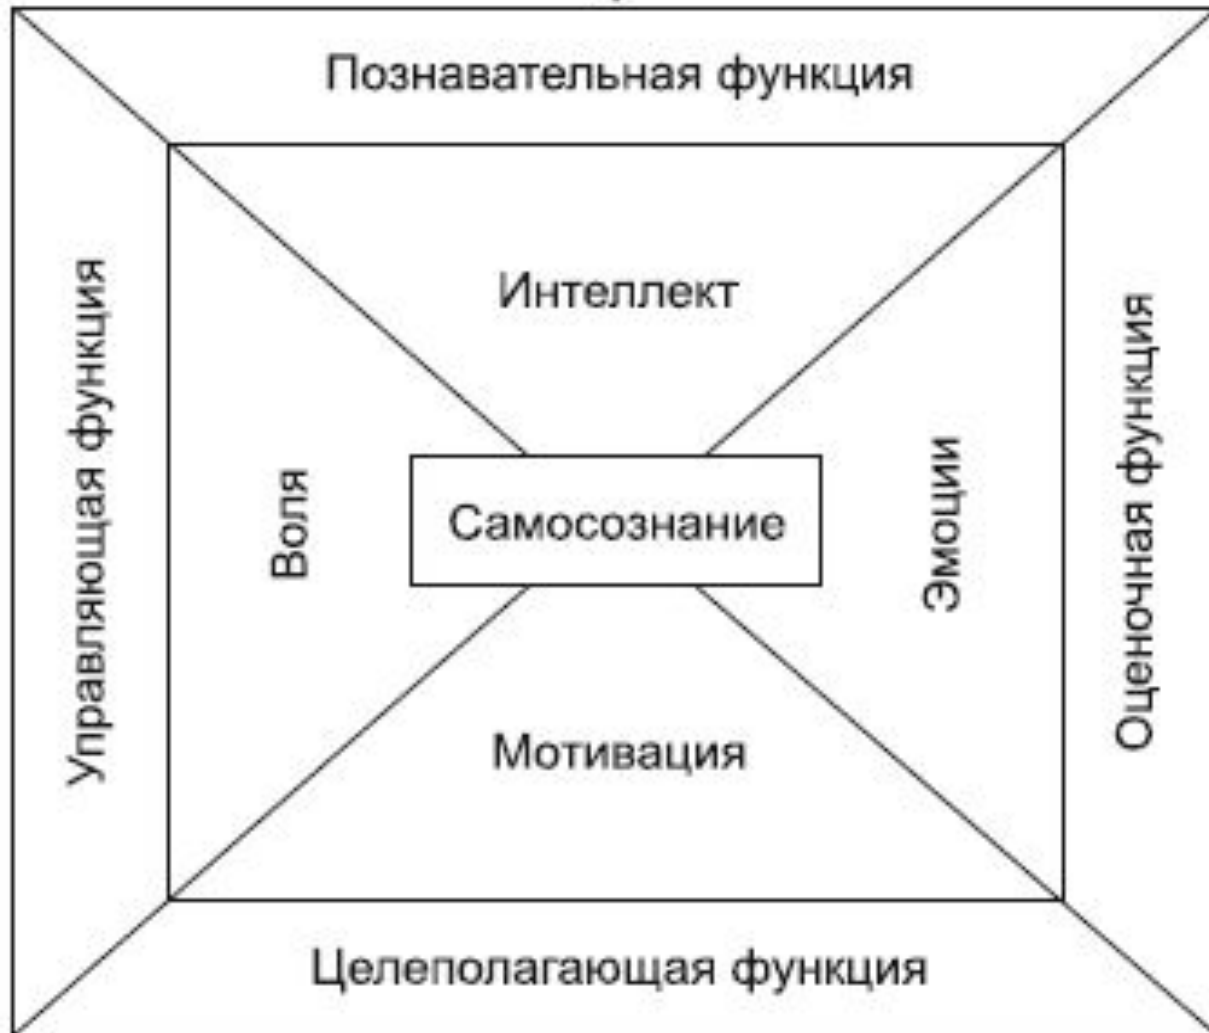 Познавательная функция
Интеллект
Управляющая функция
Воля
Самосознание
Эмоции
Оценочная функция
Мотивация
Целеполагающая функция